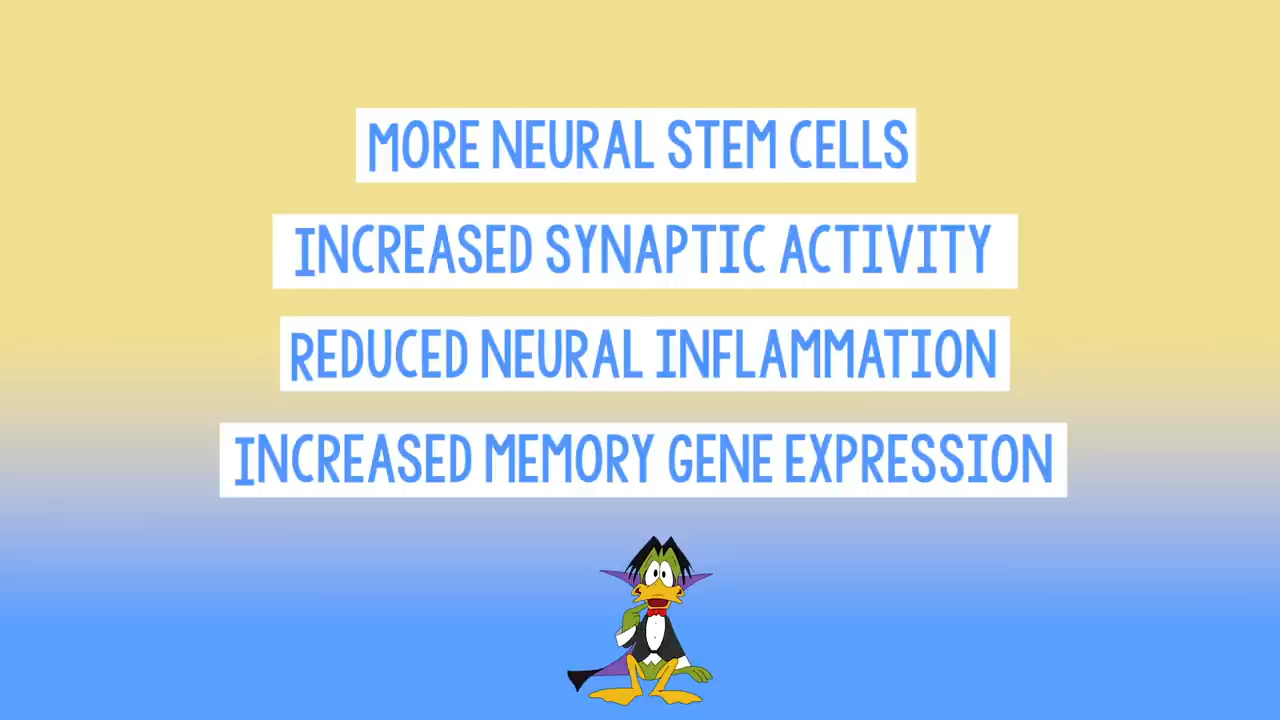 MORE NEURAL STEM CELLS
INCREASED SYNAPTIC ACTIVITY
REDUCED NEURAL INFLAMMATION
INCREASED MEMORY GENE EXPRESSION